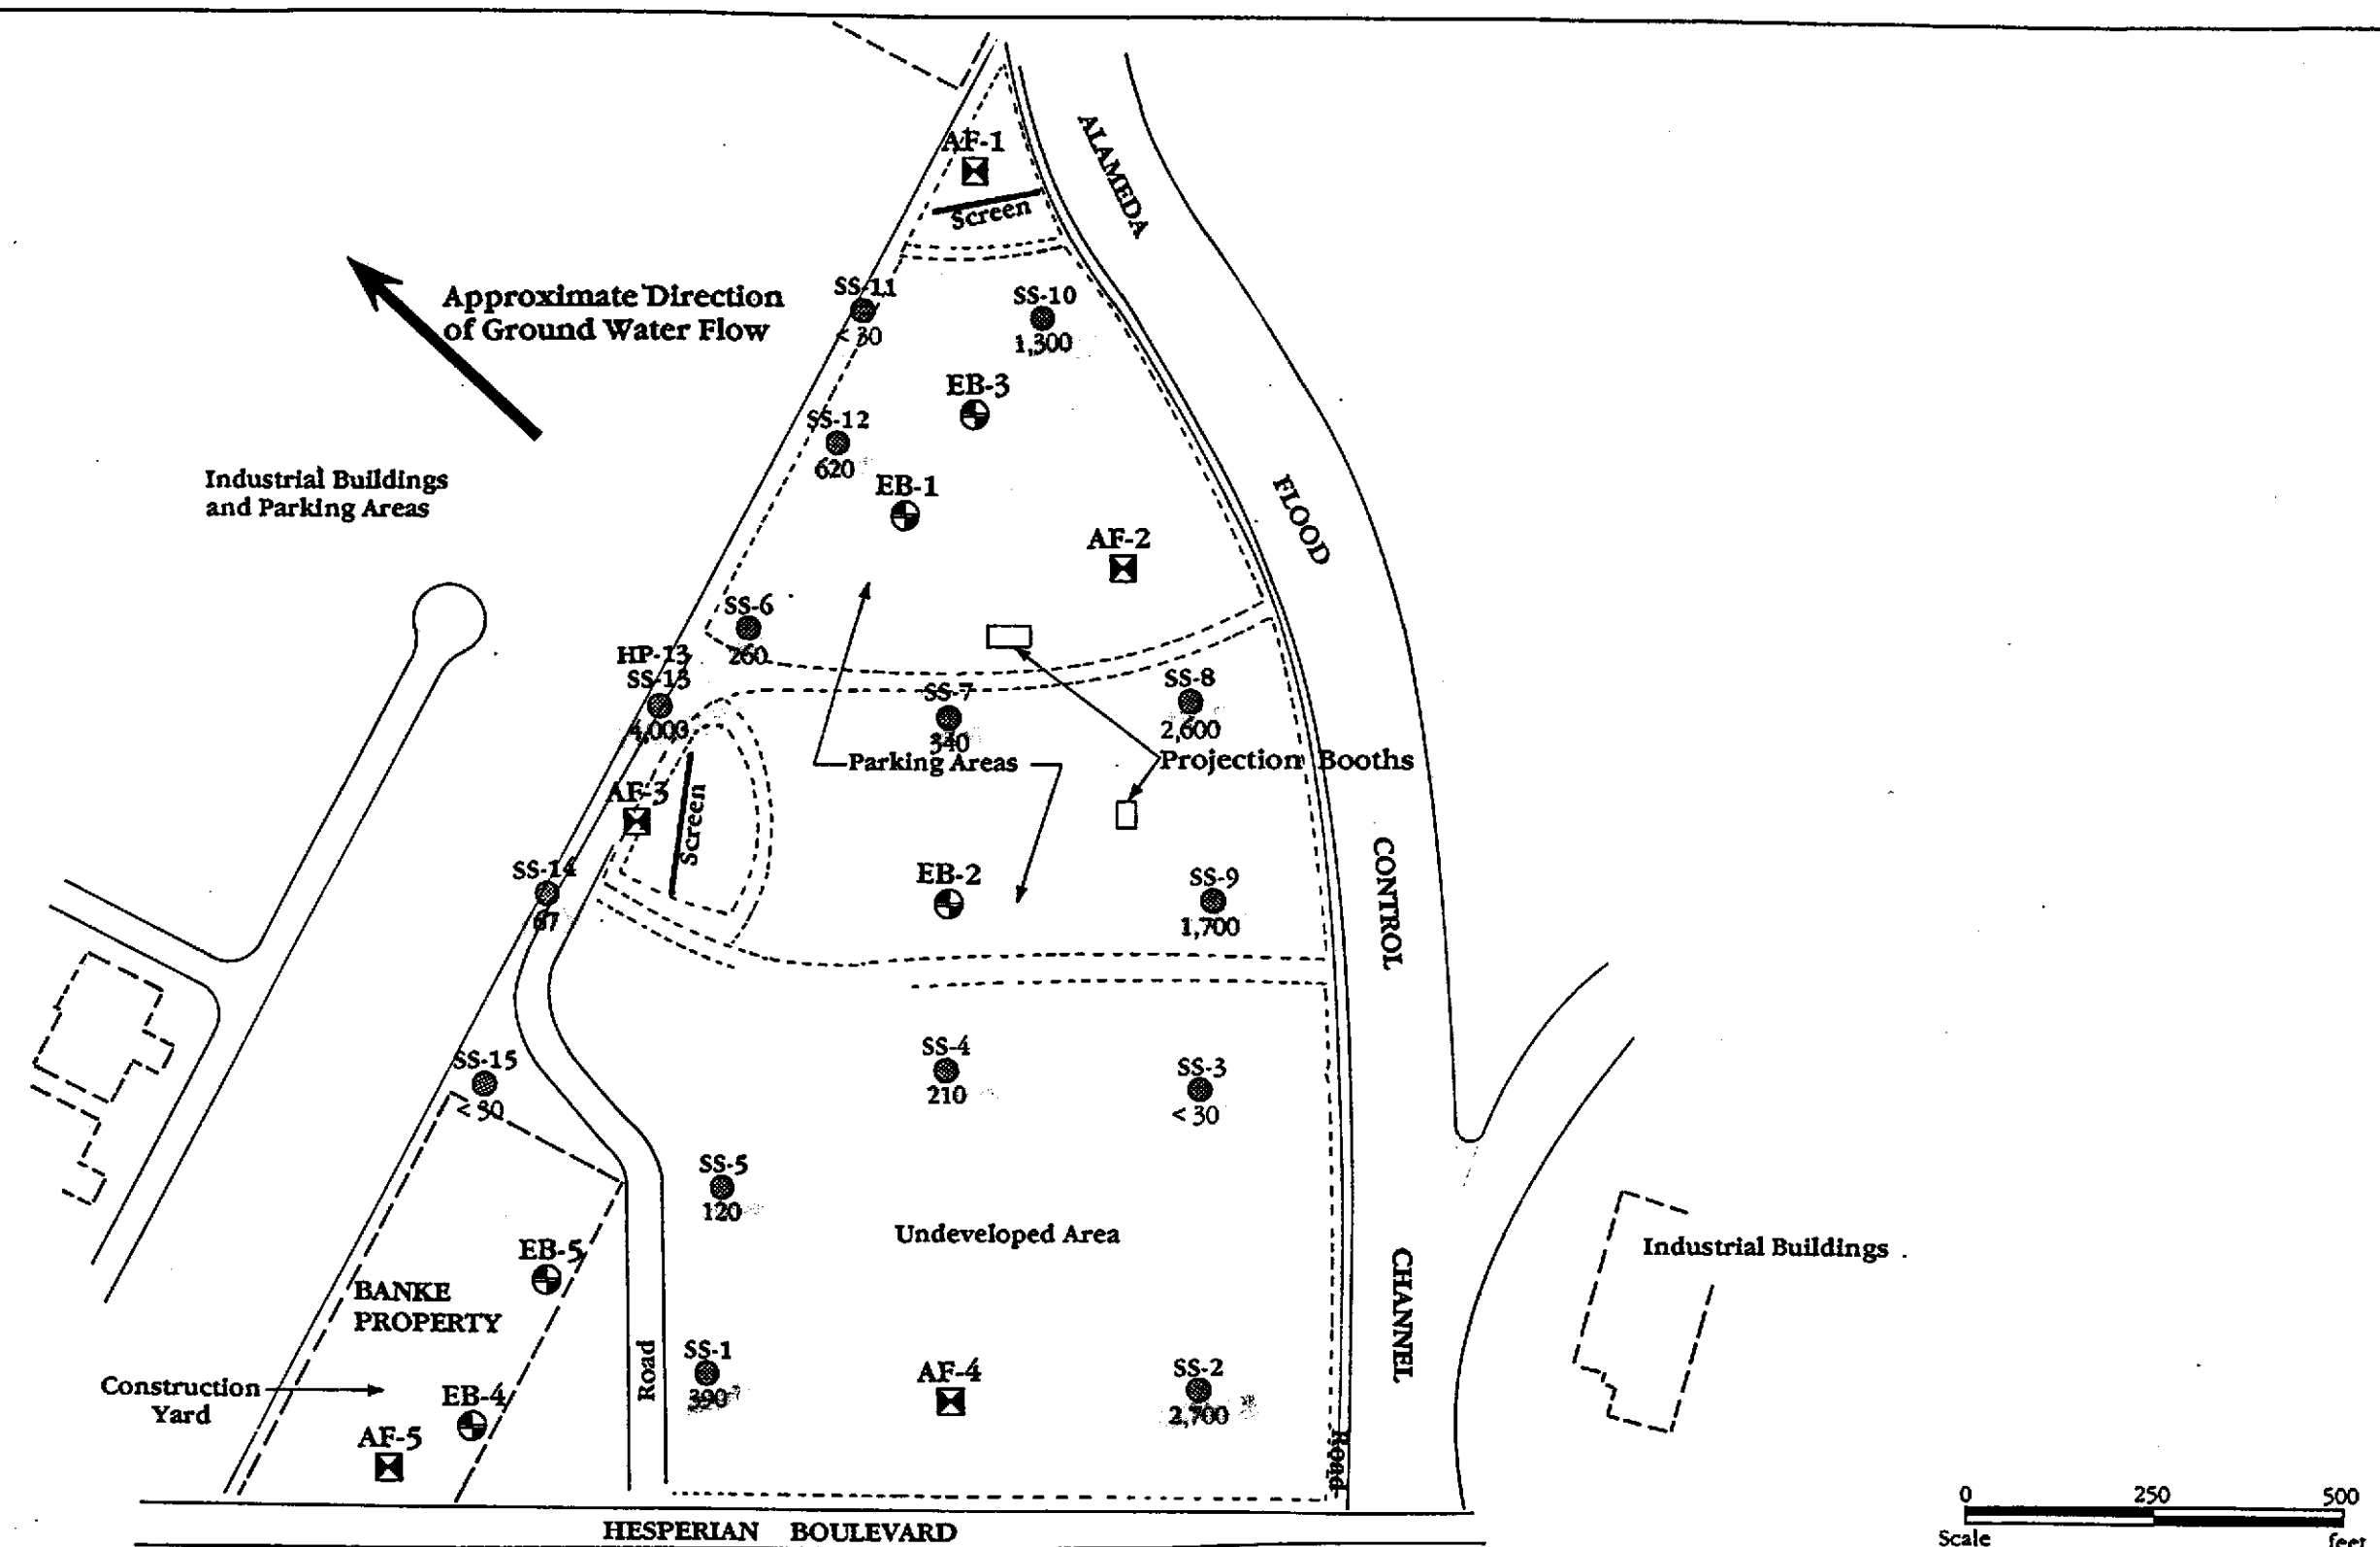 AF-1
Screen
ALAMEDA
Approximate Direction
of Ground Water Flow
SS-11
< 30
SS-10
1,300
EB-3
SS-12
620
Industrial Buildings
and Parking Areas
EB-1
FLOOD
AF-2
SS-6
260
HP-13
SS-13
4,000
SS-7
340
SS-8
2,600
Parking Areas
Projection Booths
AF-3
Screen
SS-14
67
EB-2
SS-9
1,700
CONTROL
SS-15
< 30
SS-4
210
SS-3
< 30
SS-5
120
Undeveloped Area
Industrial Buildings
EB-5
BANKE
PROPERTY
CHANNEL
Road
SS-1
390
AF-4
SS-2
2,700
Construction
Yard
EB-4
AF-5
Road
HESPERIAN BOULEVARD
0 250 500
Scale feet